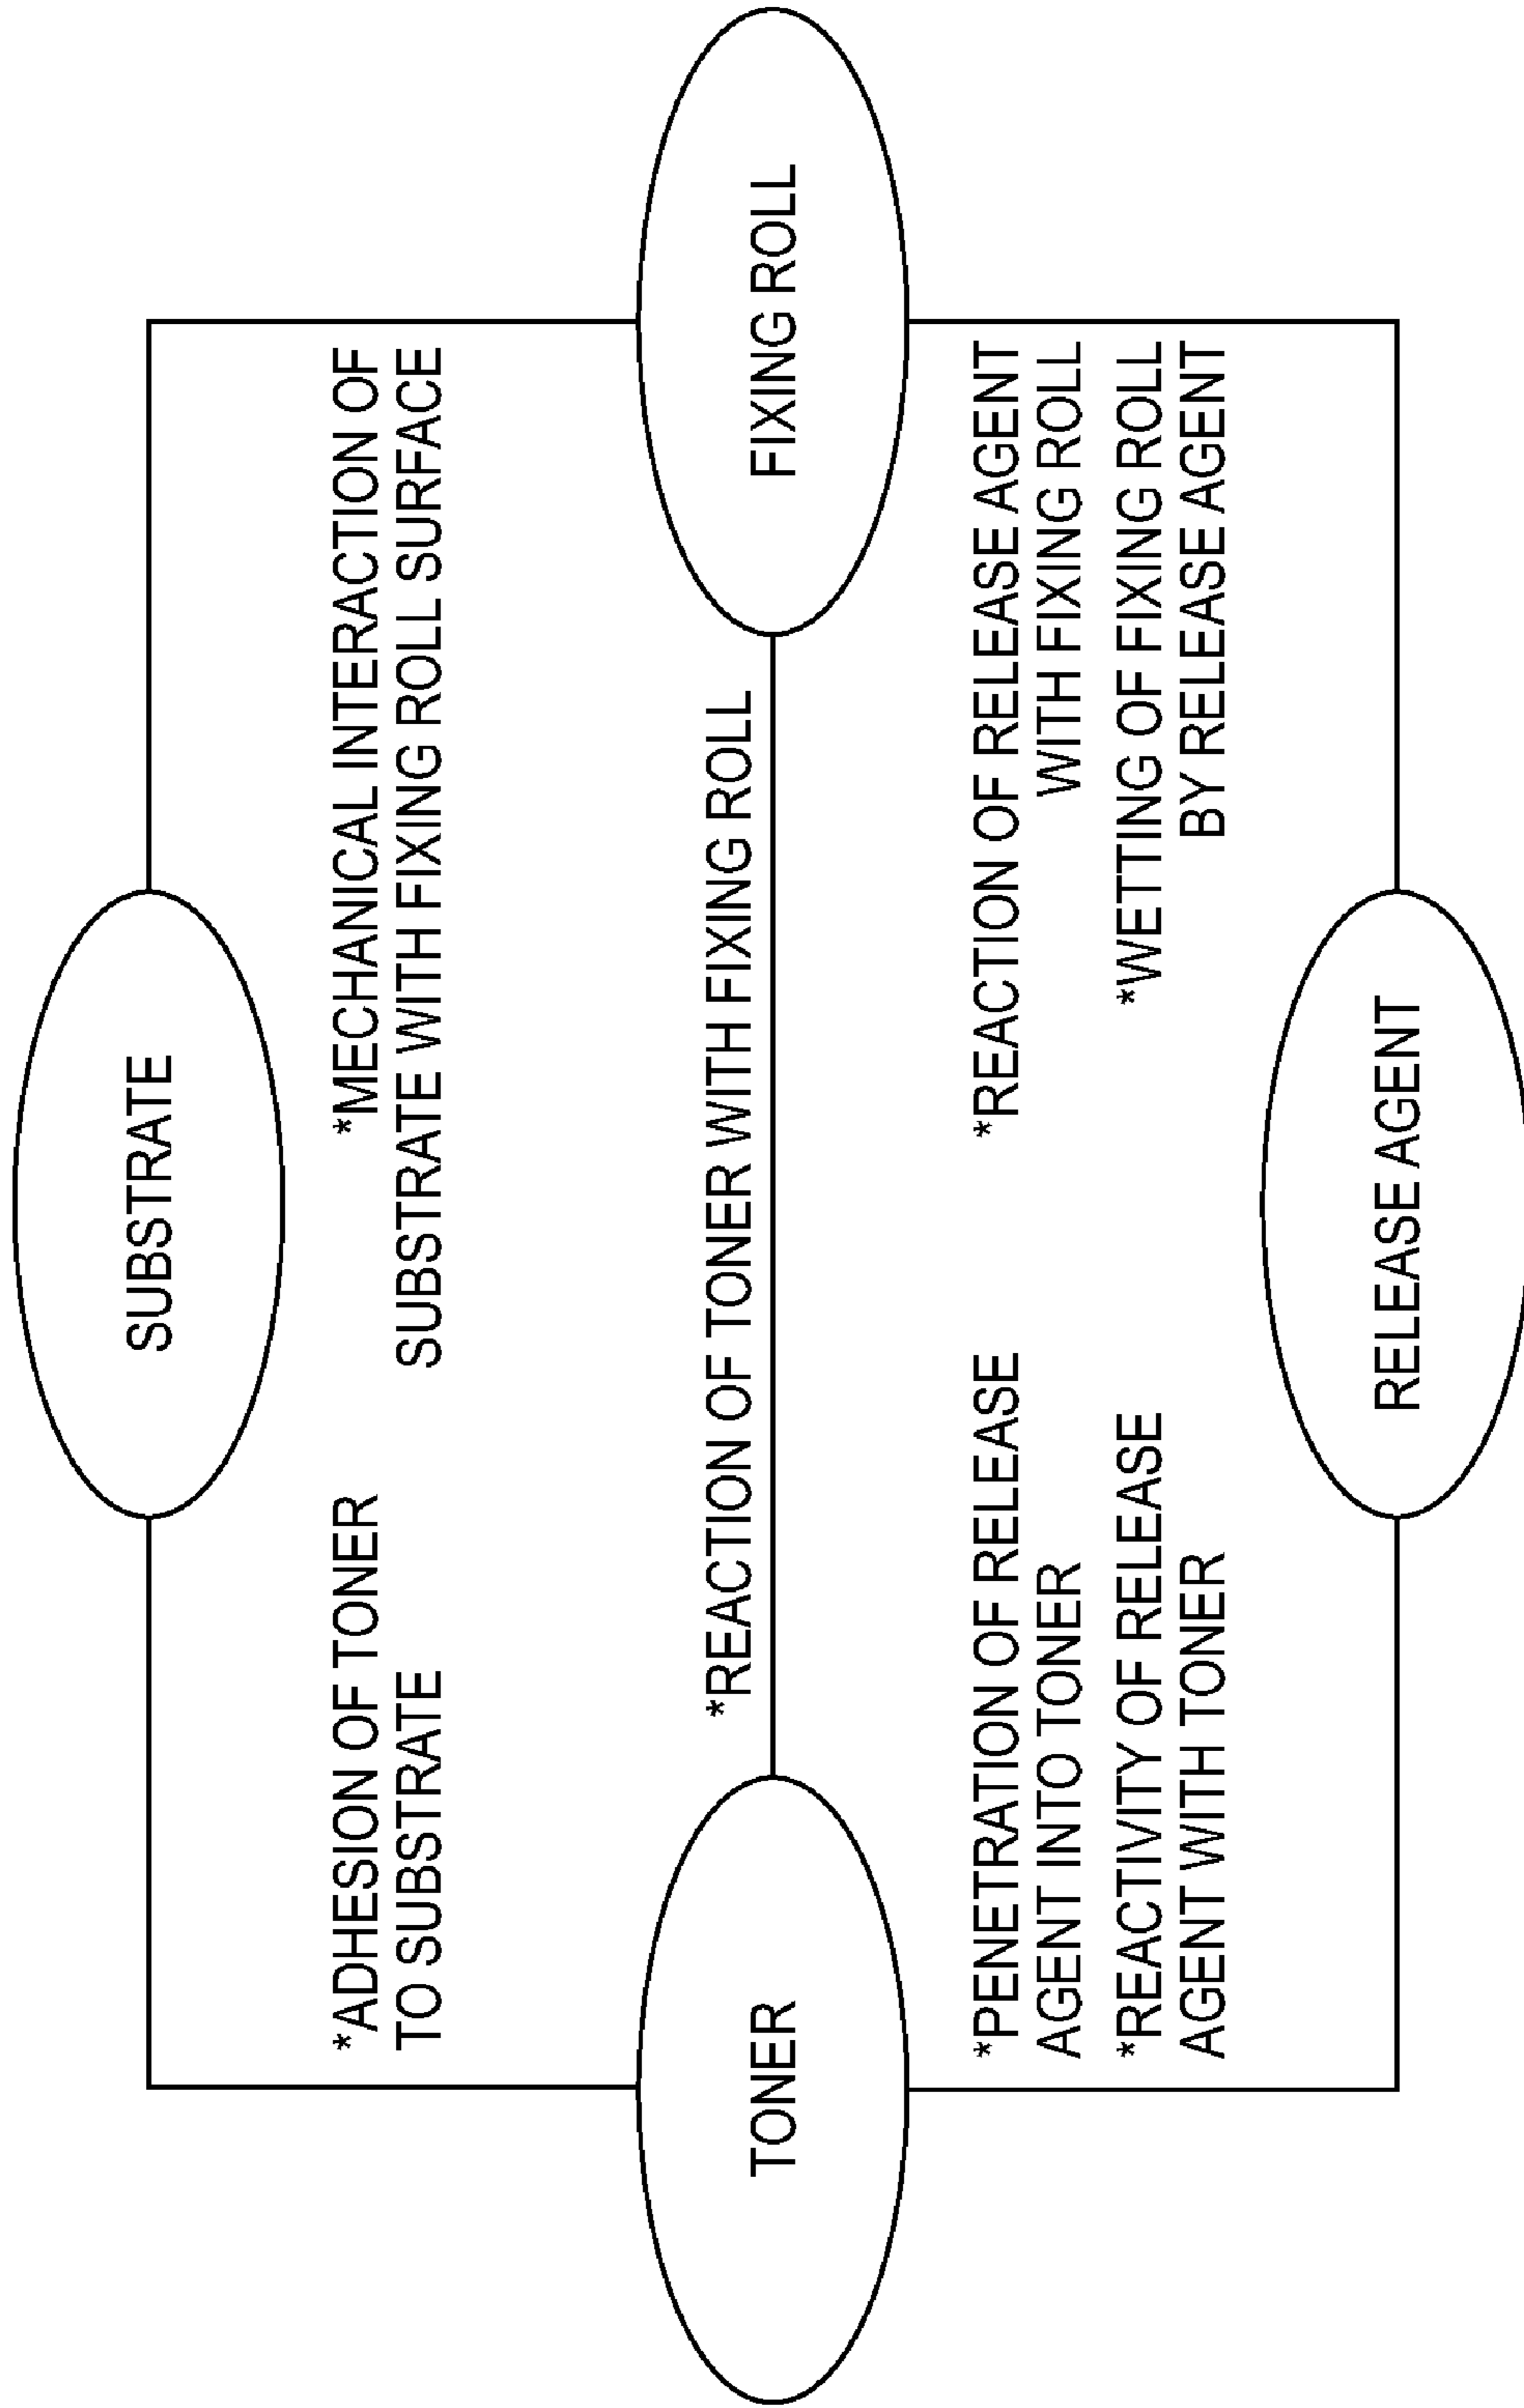 SUBSTRATE
*ADHESION OF TONER
TO SUBSTRATE
*MECHANICAL INTERACTION OF
SUBSTRATE WITH FIXING ROLL SURFACE
TONER
*REACTION OF TONER WITH FIXING ROLL
FIXING ROLL
*PENETRATION OF RELEASE
AGENT INTO TONER
*REACTIVITY OF RELEASE
AGENT WITH TONER
*REACTION OF RELEASE AGENT
WITH FIXING ROLL
*WETTING OF FIXING ROLL
BY RELEASE AGENT
RELEASE AGENT